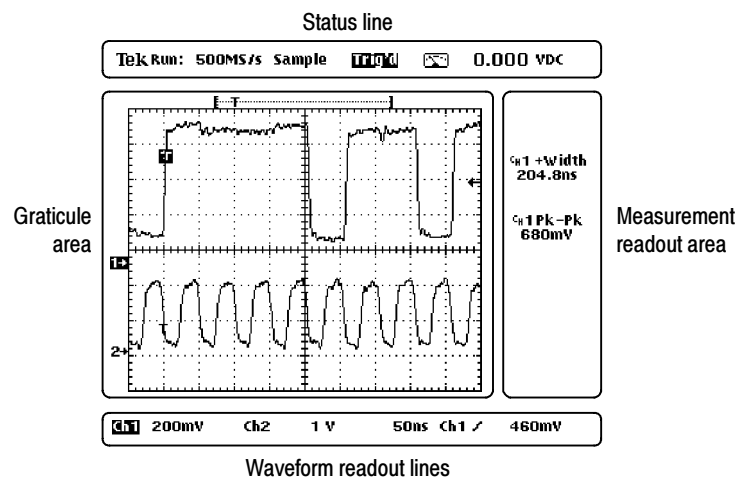 Status line
Tek Run: 500MS/s Sample Trig'd 0.000 VDC
[ T ]
T
CH1 +Width
204.8ns
CH1 Pk-Pk
680mV
Graticule
area
Measurement
readout area
1→
T
2→
Ch1 200mV Ch2 1 V 50ns Ch1 / 460mV
Waveform readout lines